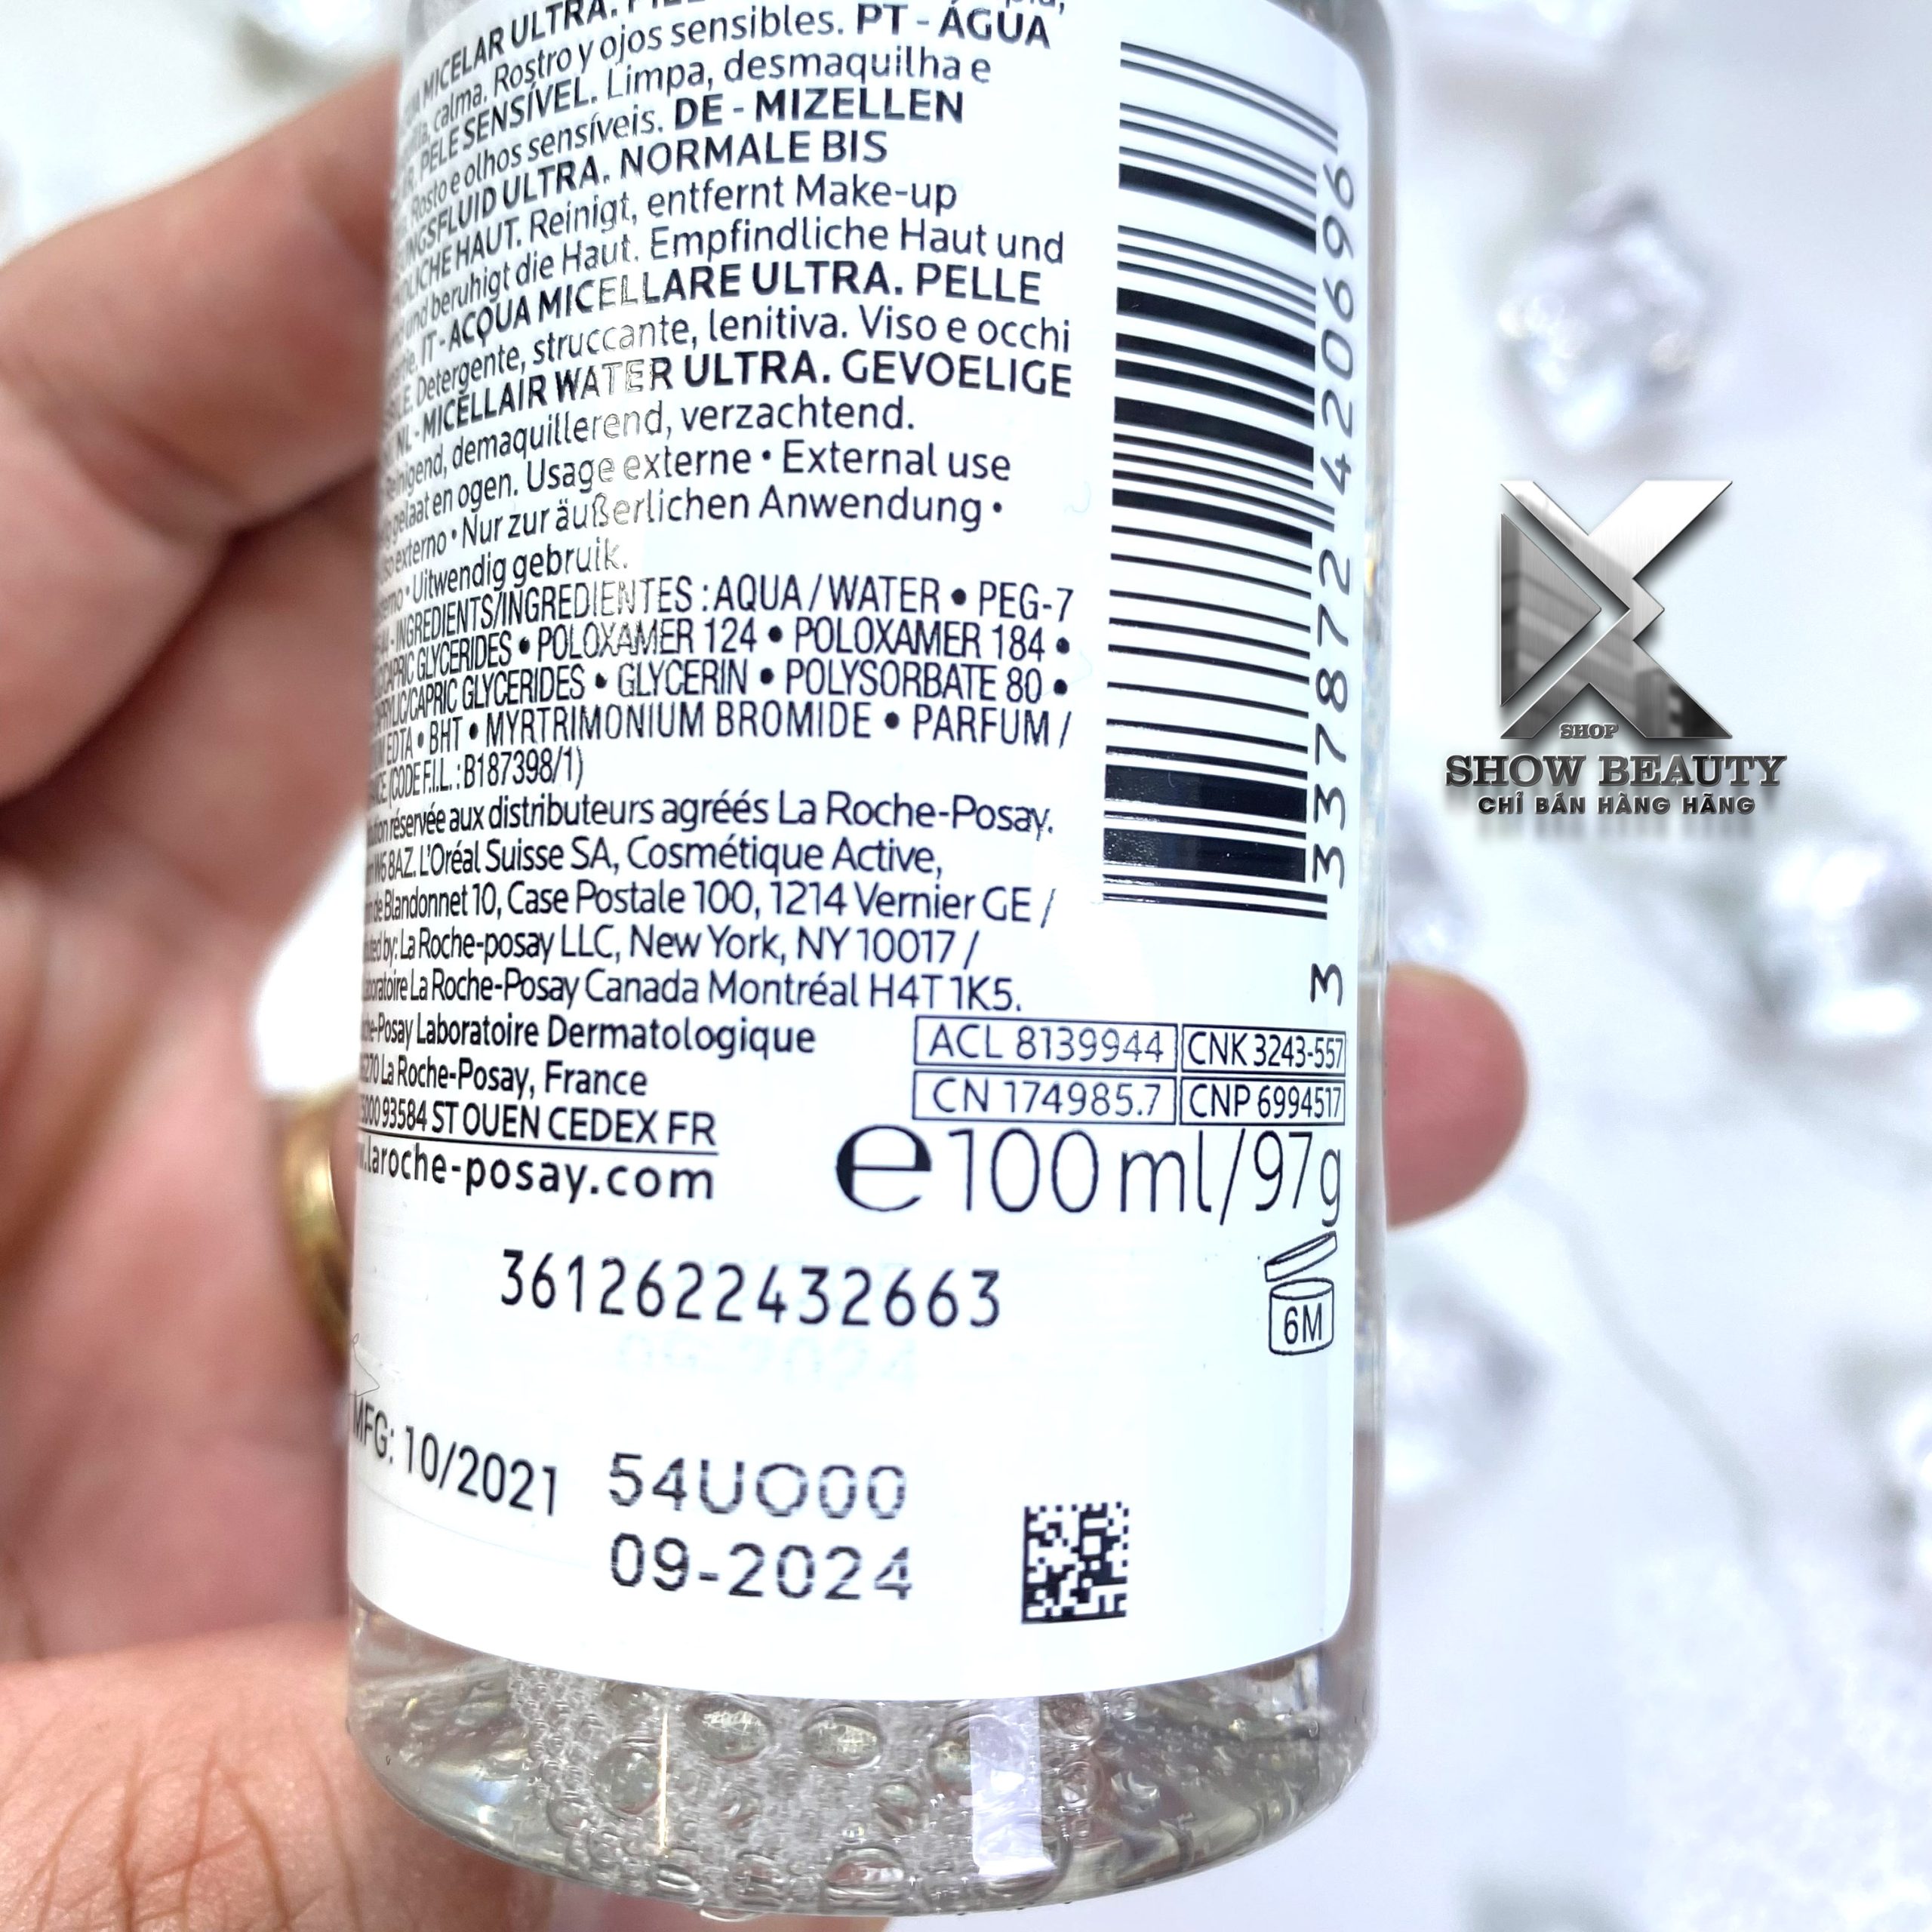 MICELAR ULTRA.
calma. Rostro y ojos sensibles. PT - ÁGUA
PELE SENSÍVEL. Limpa, desmaquilha e
Rosto e olhos sensíveis. DE - MIZELLEN
ULTRA. NORMALE BIS
HAUT. Reinigt, entfernt Make-up
und beruhigt die Haut. Empfindliche Haut und
IT - ACQUA MICELLARE ULTRA. PELLE
Detergente, struccante, lenitiva. Viso e occhi
NL - MICELLAIR WATER ULTRA. GEVOELIGE
Reinigend, demaquillerend, verzachtend.
gelaat en ogen. Usage externe • External use
externo • Nur zur äußerlichen Anwendung •
• Uitwendig gebruik.
INGREDIENTS/INGREDIENTES : AQUA / WATER • PEG-7
GLYCERIDES • POLOXAMER 124 • POLOXAMER 184 •
CAPRIC GLYCERIDES • GLYCERIN • POLYSORBATE 80 •
EDTA • BHT • MYRTRIMONIUM BROMIDE • PARFUM /
(CODE F.I.L. : B187398/1)
réservée aux distributeurs agréés La Roche-Posay.
W6 8AZ. L'Oréal Suisse SA, Cosmétique Active,
de Blandonnet 10, Case Postale 100, 1214 Vernier GE /
by: La Roche-posay LLC, New York, NY 10017 /
La Roche-Posay Canada Montréal H4T 1K5.
Posay Laboratoire Dermatologique
La Roche-Posay, France
93584 ST OUEN CEDEX FR
laroche-posay.com
ACL 8139944 CNK 3243-557
CN 174985.7 CNP 6994517
e 100 ml/97g
3612622432663
6M
MFG: 10/2021
54UO00
09-2024
3 337872 420696
SHOP
SHOW BEAUTY
CHỈ BÁN HÀNG HÃNG